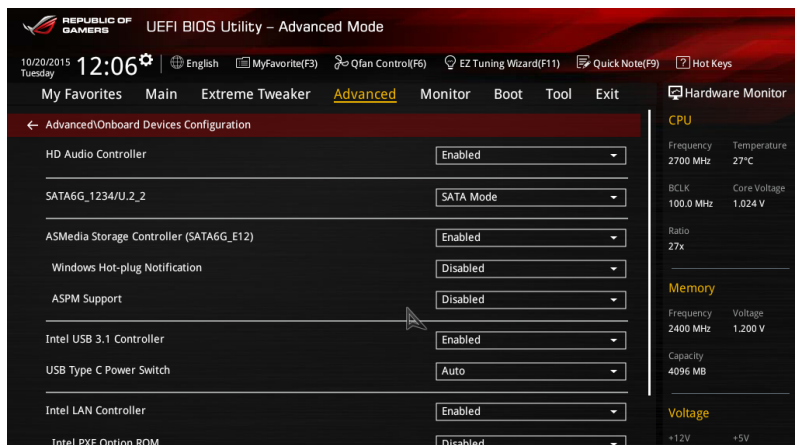 REPUBLIC OF
GAMERS
UEFI BIOS Utility – Advanced Mode
10/20/2015
Tuesday
12:06
English
MyFavorite(F3)
Qfan Control(F6)
EZ Tuning Wizard(F11)
Quick Note(F9)
? Hot Keys
My Favorites
Main
Extreme Tweaker
Advanced
Monitor
Boot
Tool
Exit
← Advanced\Onboard Devices Configuration
HD Audio Controller Enabled
SATA6G_1234/U.2_2 SATA Mode
ASMedia Storage Controller (SATA6G_E12) Enabled
Windows Hot-plug Notification Disabled
ASPM Support Disabled
Intel USB 3.1 Controller Enabled
USB Type C Power Switch Auto
Intel LAN Controller Enabled
Intel PXE Option ROM Disabled
Hardware Monitor
CPU
Frequency Temperature
2700 MHz 27°C
BCLK Core Voltage
100.0 MHz 1.024 V
Ratio
27x
Memory
Frequency Voltage
2400 MHz 1.200 V
Capacity
4096 MB
Voltage
+12V +5V